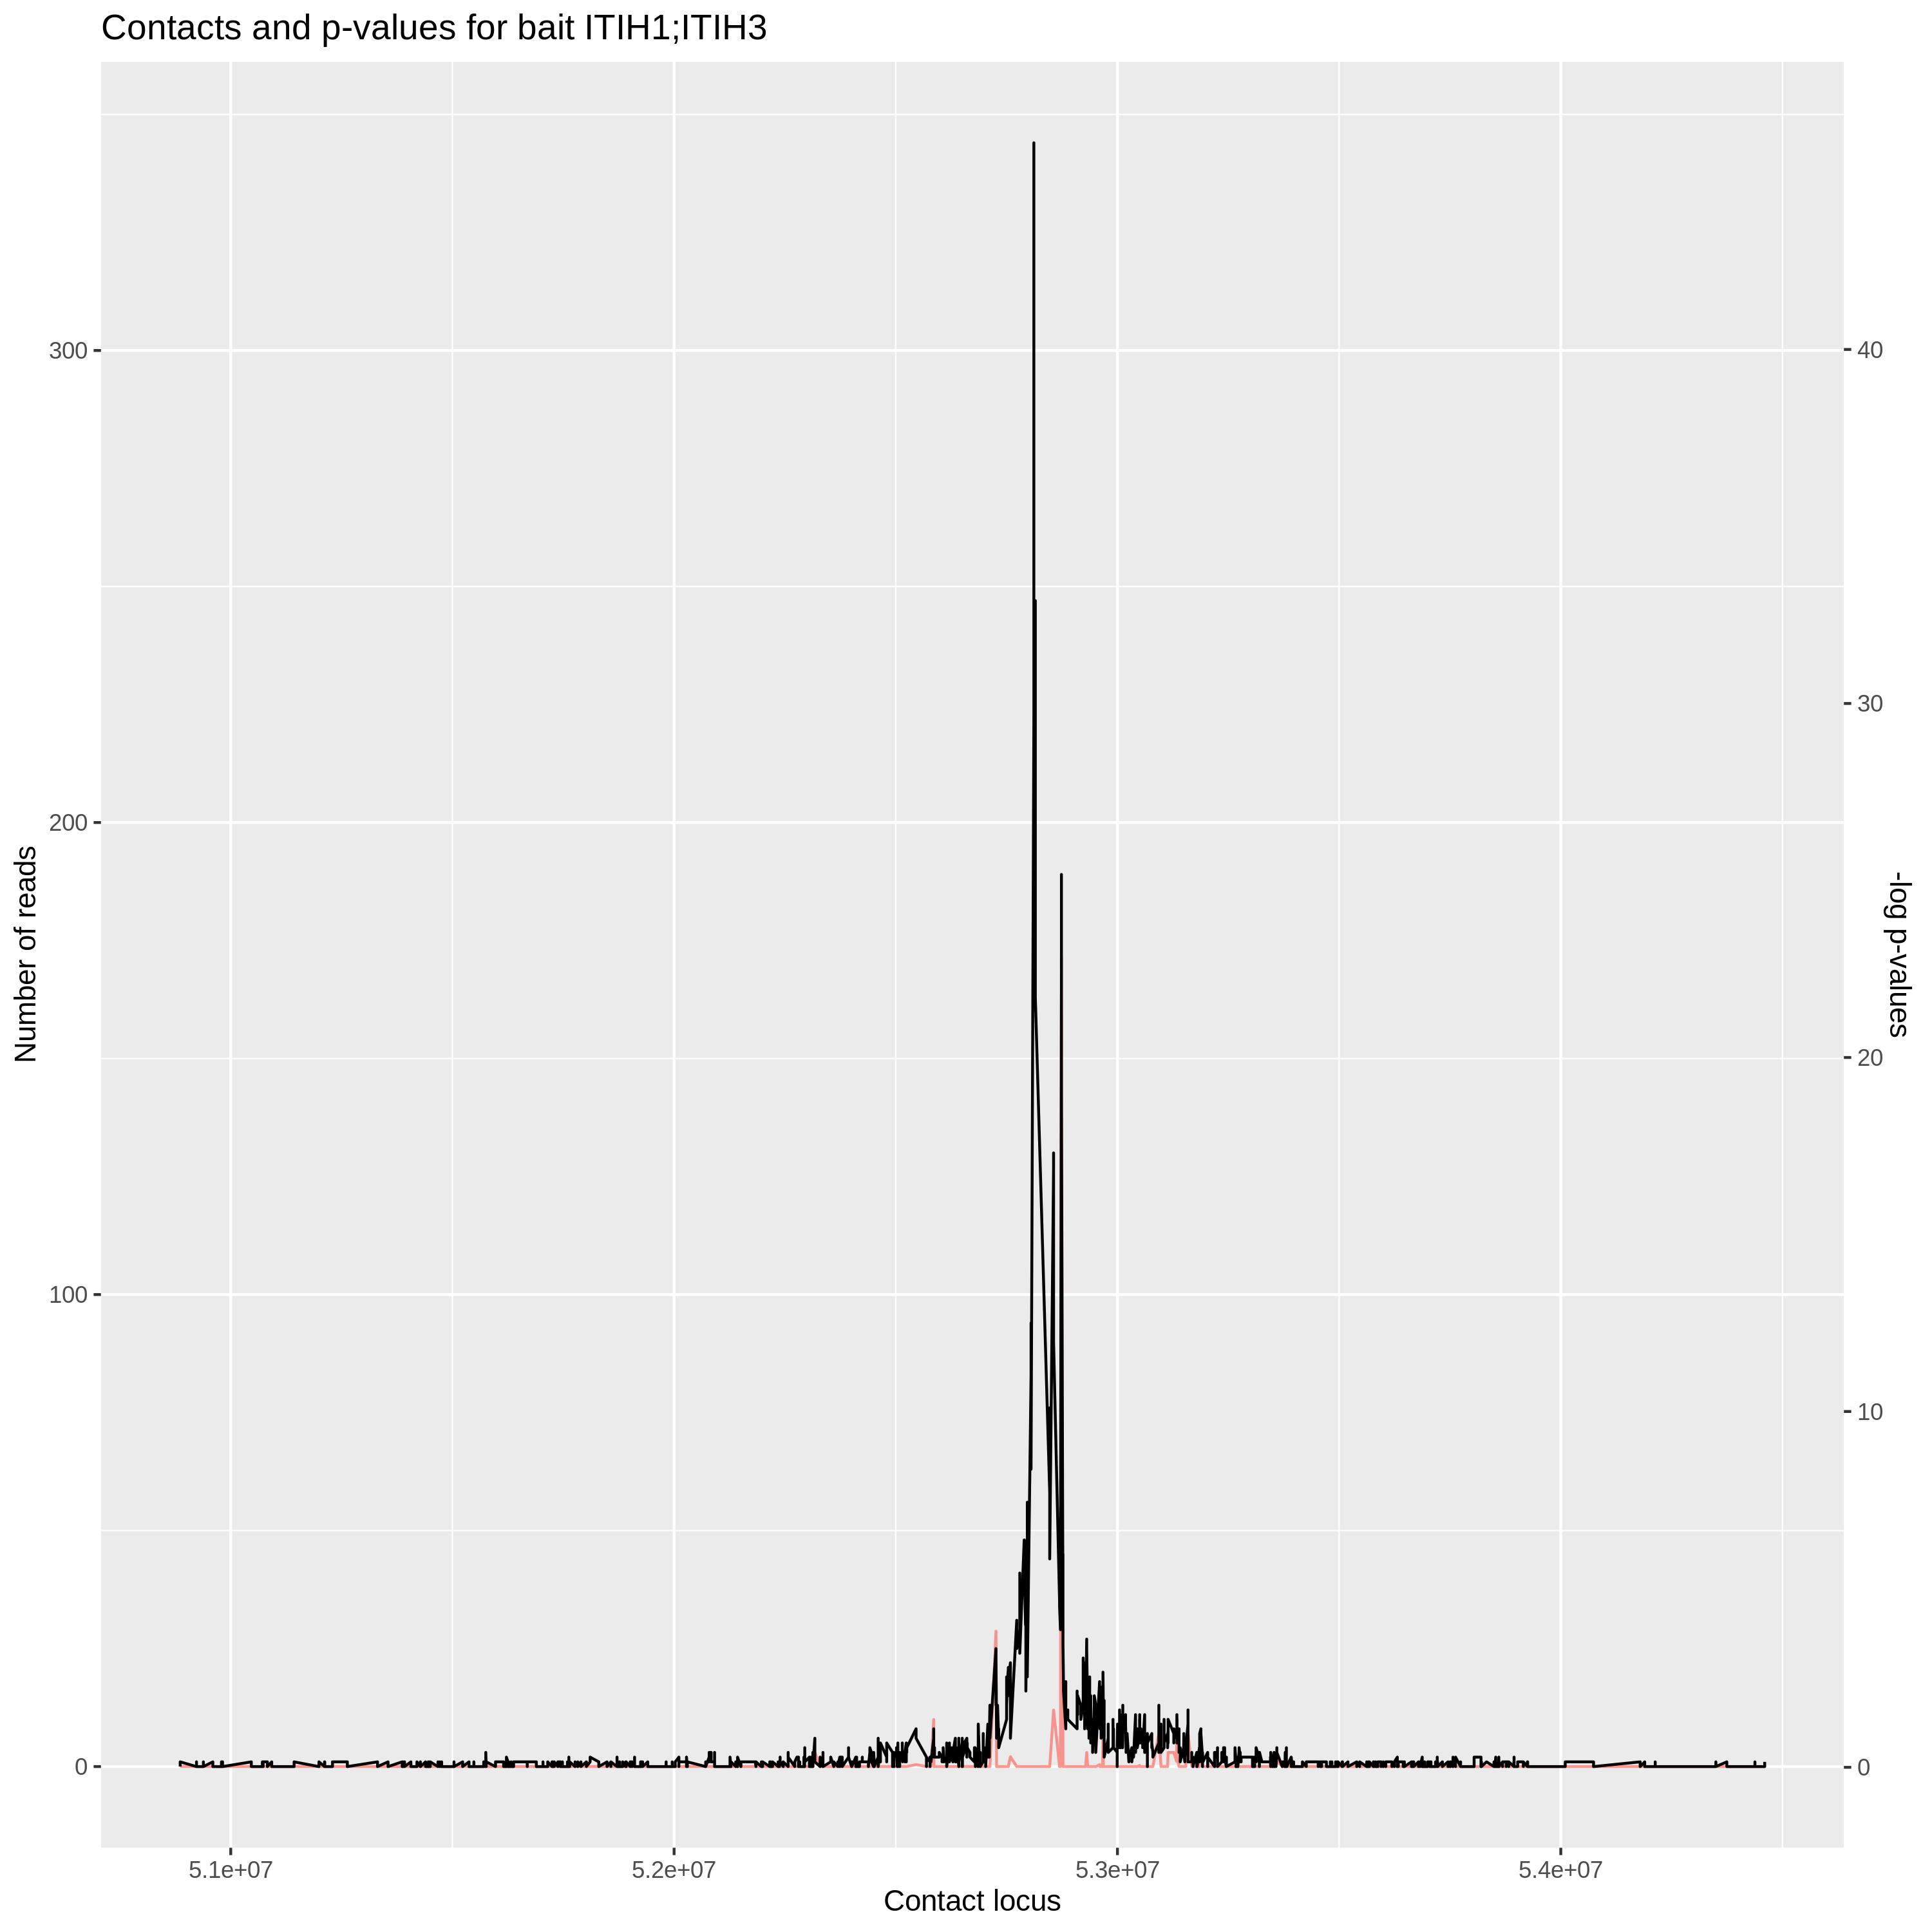 Contacts and p-values for bait ITIH1;ITIH3
300
200
100
0
Number of reads
40
30
20
10
0
-log p-values
5.1e+07
5.2e+07
5.3e+07
5.4e+07
Contact locus